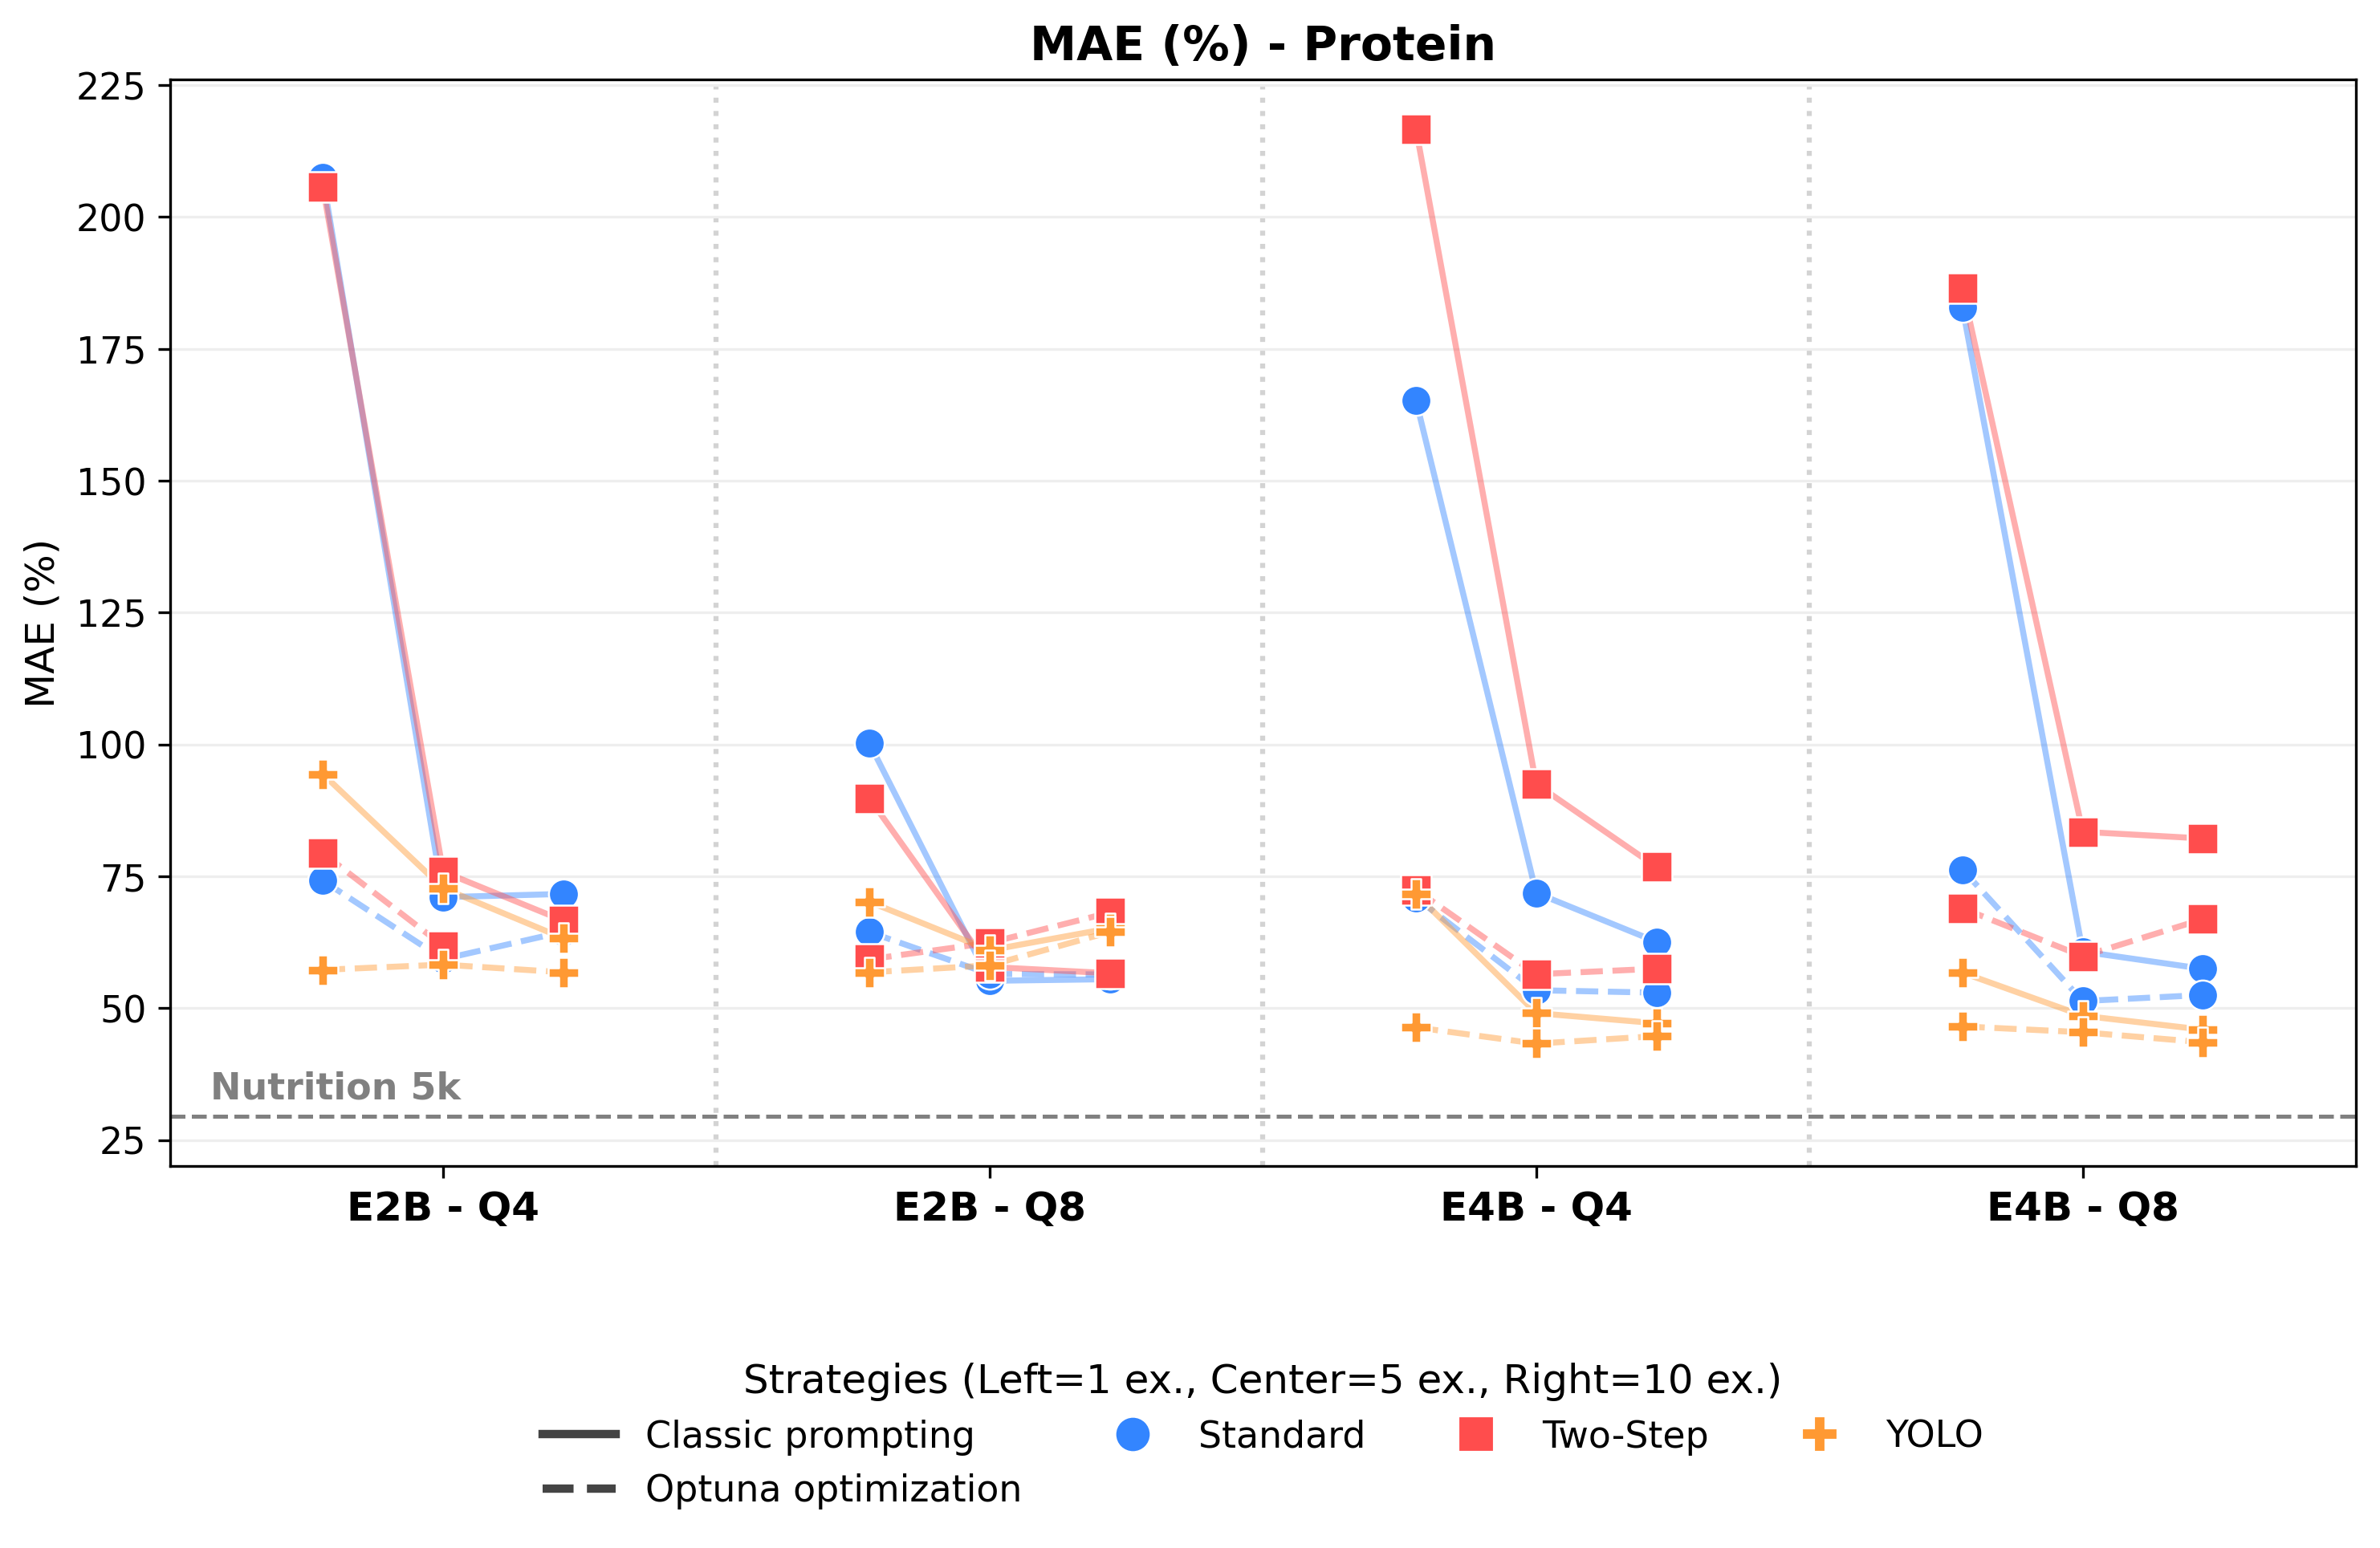 MAE (%) - Protein
MAE (%)
225
200
175
150
125
100
75
50
25
Nutrition 5k
E2B - Q4
E2B - Q8
E4B - Q4
E4B - Q8
Strategies (Left=1 ex., Center=5 ex., Right=10 ex.)
Classic prompting
Optuna optimization
Standard
Two-Step
YOLO